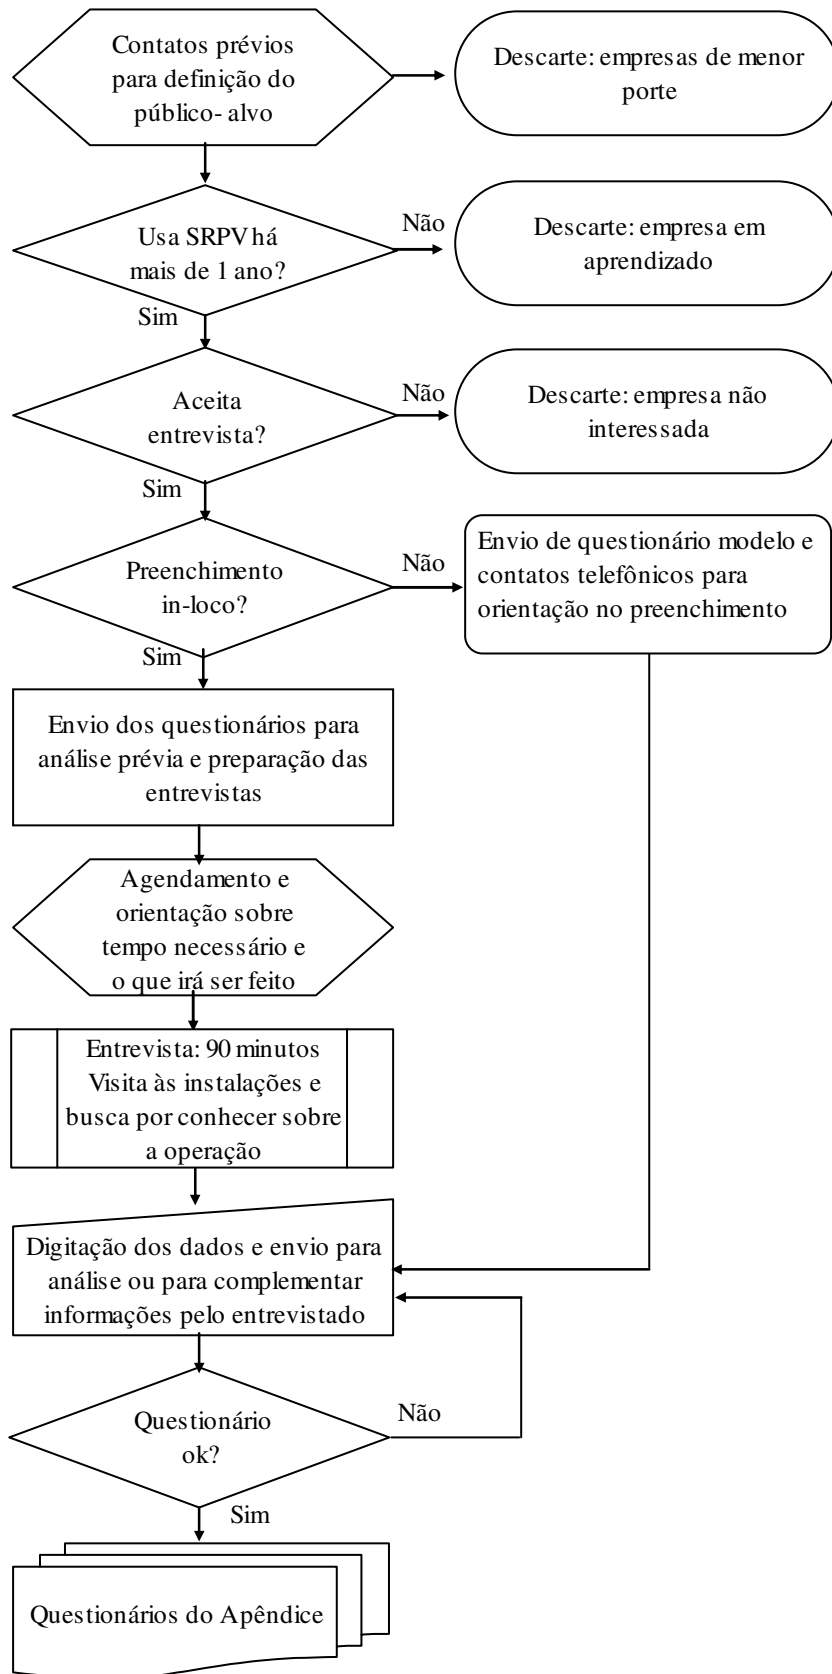 Contatos prévios
para definição do
público- alvo
Descarte: empresas de menor
porte
Usa SRPV há
mais de 1 ano?
Não
Descarte: empresa em
aprendizado
Sim
Aceita
entrevista?
Não
Descarte: empresa não
interessada
Sim
Preenchimento
in-loco?
Não
Envio de questionário modelo e
contatos telefônicos para
orientação no preenchimento
Sim
Envio dos questionários para
análise prévia e preparação das
entrevistas
Agendamento e
orientação sobre
tempo necessário e
o que irá ser feito
Entrevista: 90 minutos
Visita às instalações e
busca por conhecer sobre
a operação
Digitação dos dados e envio para
análise ou para complementar
informações pelo entrevistado
Questionário
ok?
Não
Sim
Questionários do Apêndice